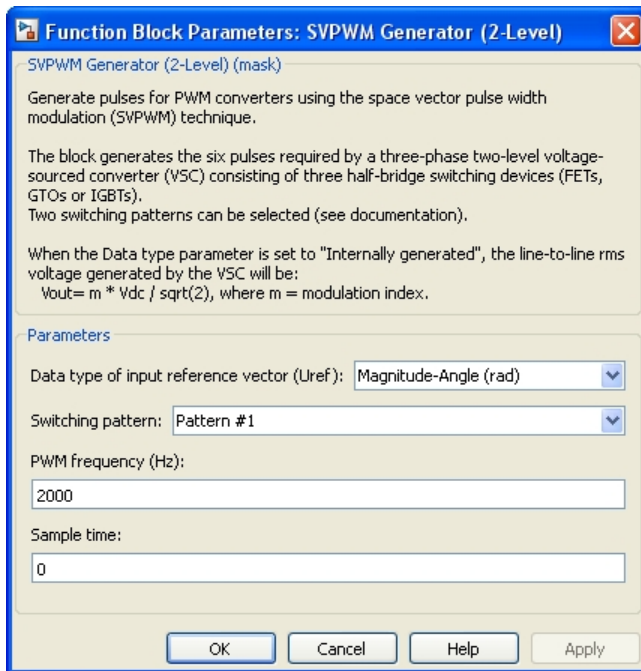 Function Block Parameters: SVPWM Generator (2-Level)
SVPWM Generator (2-Level) (mask)
Generate pulses for PWM converters using the space vector pulse width
modulation (SVPWM) technique.
The block generates the six pulses required by a three-phase two-level voltage-
sourced converter (VSC) consisting of three half-bridge switching devices (FETs,
GTOs or IGBTs).
Two switching patterns can be selected (see documentation).
When the Data type parameter is set to "Internally generated", the line-to-line rms
voltage generated by the VSC will be:
Vout= m * Vdc / sqrt(2), where m = modulation index.
Parameters
Data type of input reference vector (Uref): Magnitude-Angle (rad)
Switching pattern: Pattern #1
PWM frequency (Hz):
2000
Sample time:
0
OK Cancel Help Apply